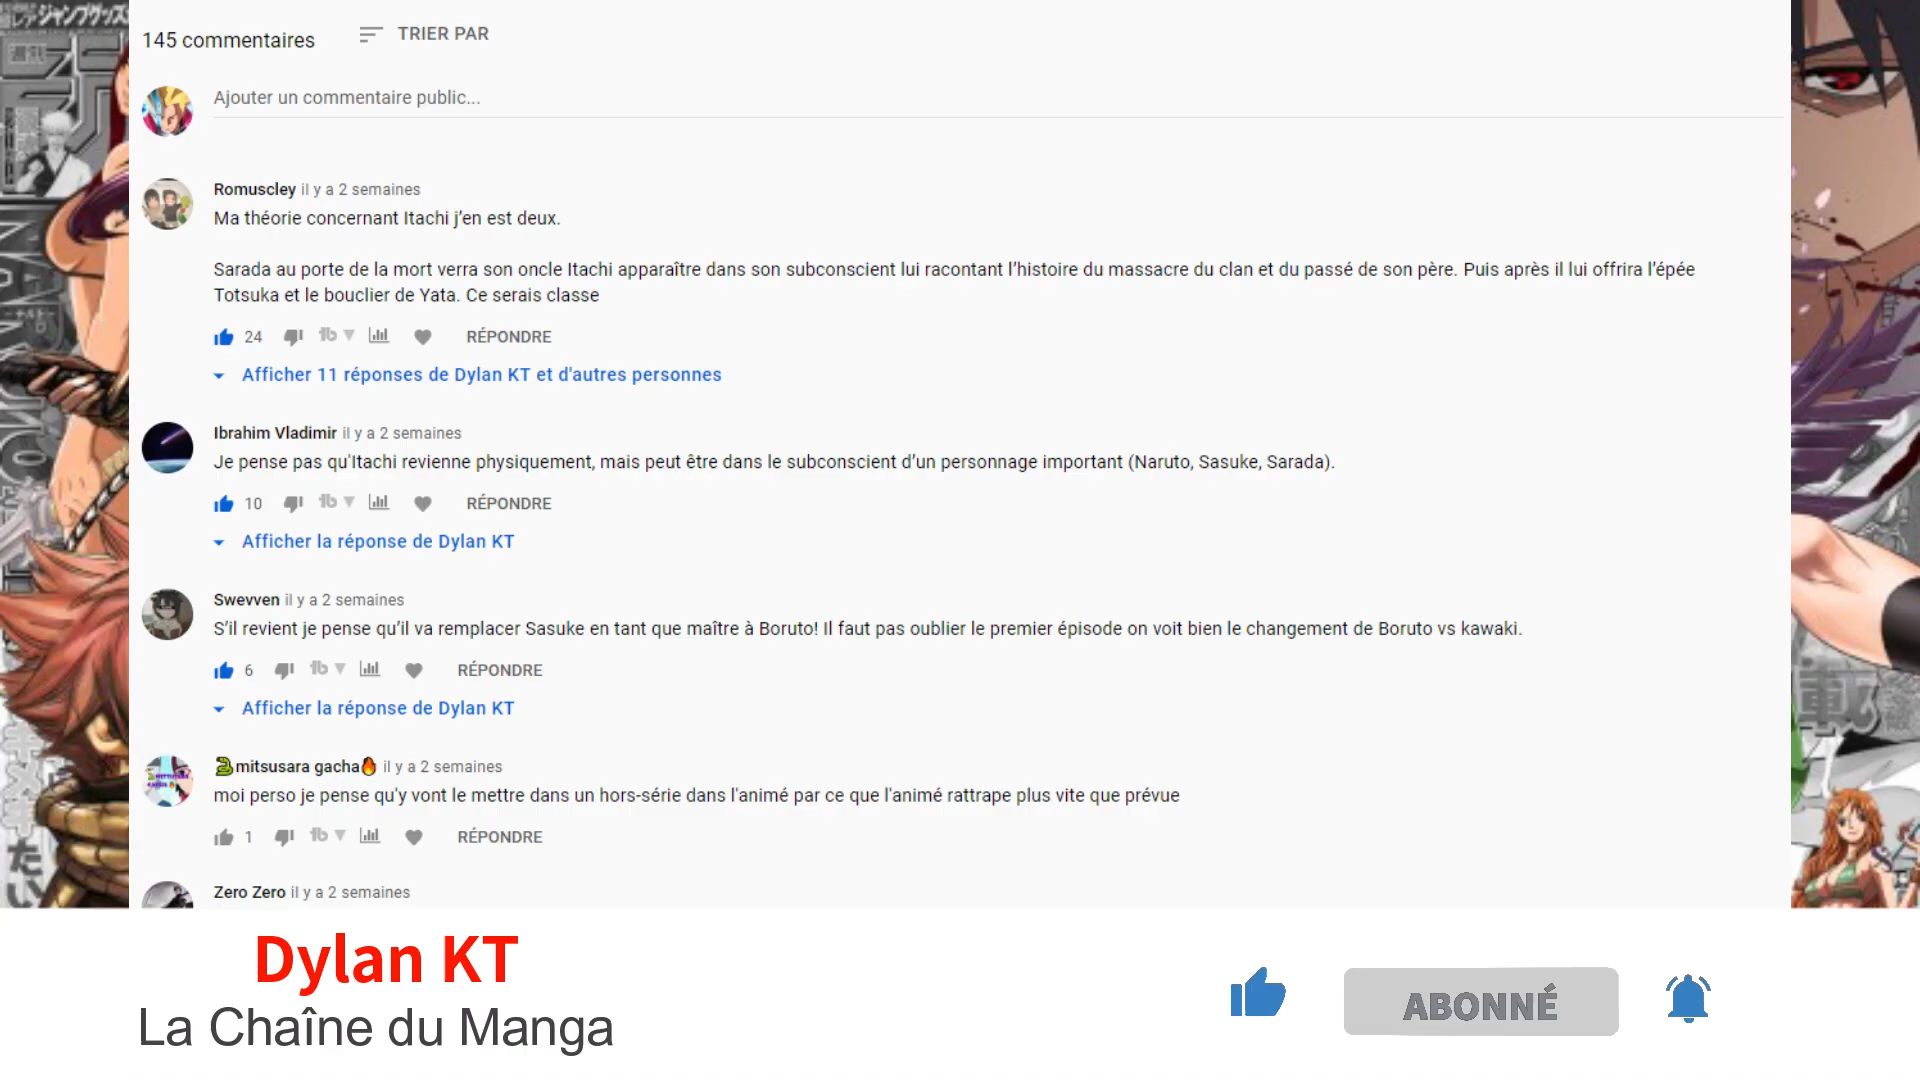 145 commentaires
TRIER PAR
Ajouter un commentaire public...
Romuscley il y a 2 semaines
Ma théorie concernant Itachi j’en est deux.
Sarada au porte de la mort verra son oncle Itachi apparaître dans son subconscient lui racontant l’histoire du massacre du clan et du passé de son père. Puis après il lui offrira l’épée
Totsuka et le bouclier de Yata. Ce serais classe
24
RÉPONDRE
Afficher 11 réponses de Dylan KT et d'autres personnes
Ibrahim Vladimir il y a 2 semaines
Je pense pas qu'Itachi revienne physiquement, mais peut être dans le subconscient d’un personnage important (Naruto, Sasuke, Sarada).
10
RÉPONDRE
Afficher la réponse de Dylan KT
Swevven il y a 2 semaines
S’il revient je pense qu’il va remplacer Sasuke en tant que maître à Boruto! Il faut pas oublier le premier épisode on voit bien le changement de Boruto vs kawaki.
6
RÉPONDRE
Afficher la réponse de Dylan KT
🐍mitsusara gacha🔥 il y a 2 semaines
moi perso je pense qu'y vont le mettre dans un hors-série dans l'animé par ce que l'animé rattrape plus vite que prévue
1
RÉPONDRE
Zero Zero il y a 2 semaines
Dylan KT
La Chaîne du Manga
ABONNÉ